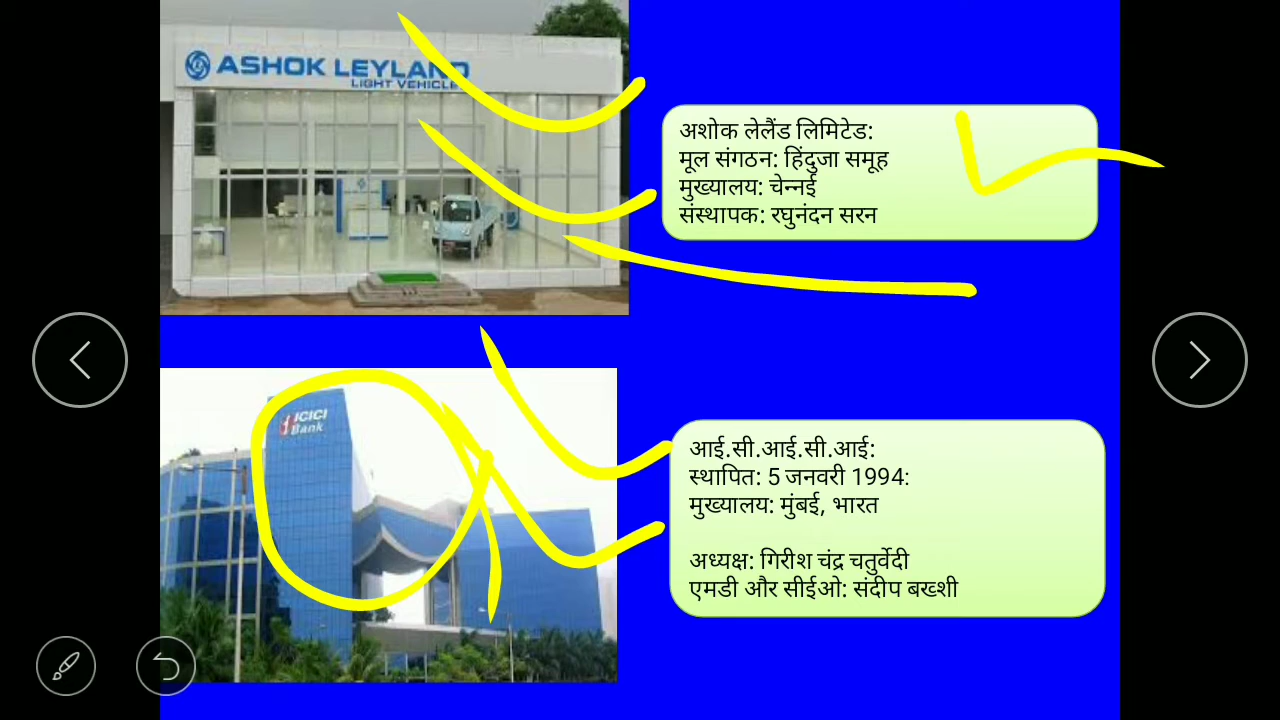 ASHOK LEYLAND
LIGHT VEHICLES
अशोक लेलैंड लिमिटेड:
मूल संगठन: हिंदुजा समूह
मुख्यालय: चेन्नई
संस्थापक: रघुनंदन सरन
ICICI
Bank
आई.सी.आई.सी.आई:
स्थापित: 5 जनवरी 1994:
मुख्यालय: मुंबई, भारत
अध्यक्ष: गिरीश चंद्र चतुर्वेदी
एमडी और सीईओ: संदीप बख्शी